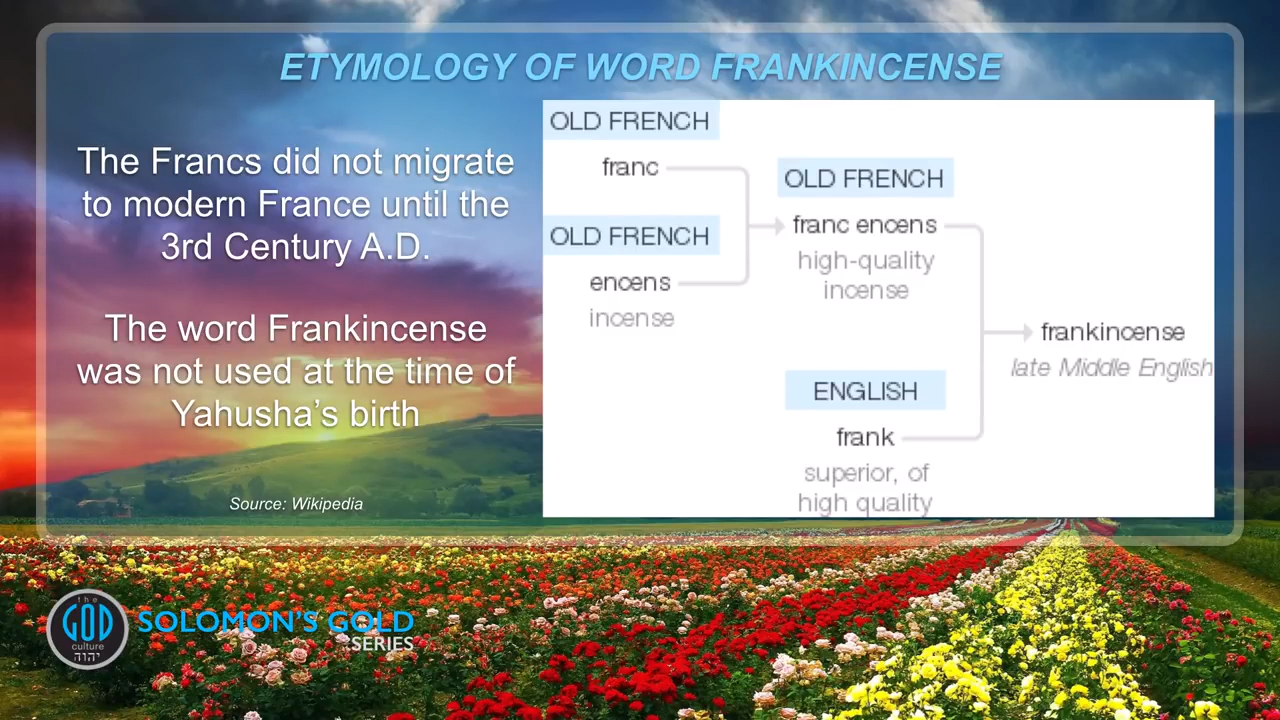 ETYMOLOGY OF WORD FRANKINCENSE
The Francs did not migrate
to modern France until the
3rd Century A.D.
The word Frankincense
was not used at the time of
Yahusha's birth
Source: Wikipedia
OLD FRENCH
franc
OLD FRENCH
encens
incense
OLD FRENCH
franc encens
high-quality
incense
ENGLISH
frank
superior, of
high quality
frankincense
late Middle English
the
GOD
culture
יהוה
SOLOMON'S GOLD
SERIES